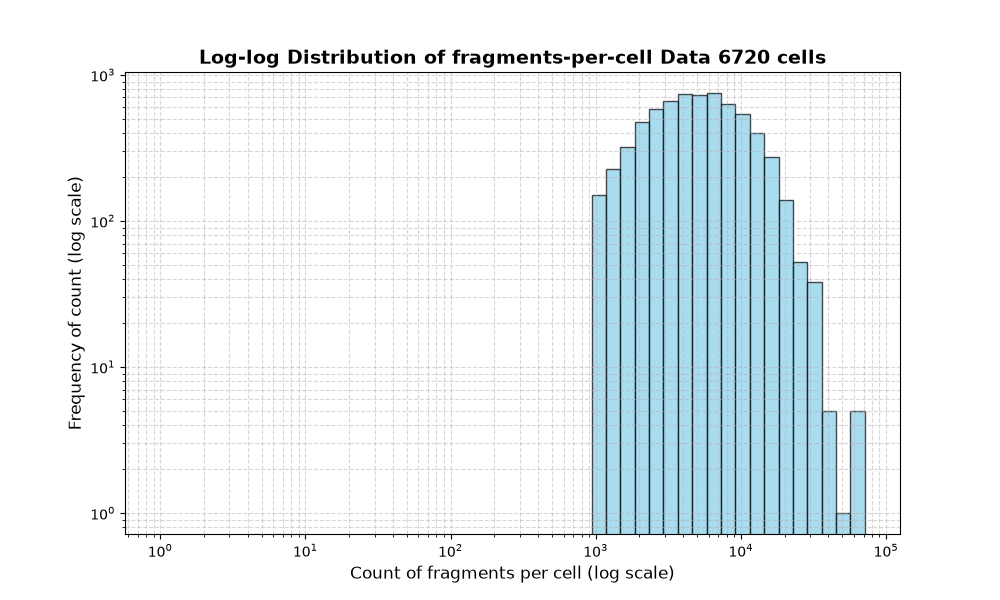 Log-log Distribution of fragments-per-cell Data 6720 cells
Frequency of count (log scale)
10³
10²
10¹
10⁰
10⁰ 10¹ 10² 10³ 10⁴ 10⁵
Count of fragments per cell (log scale)